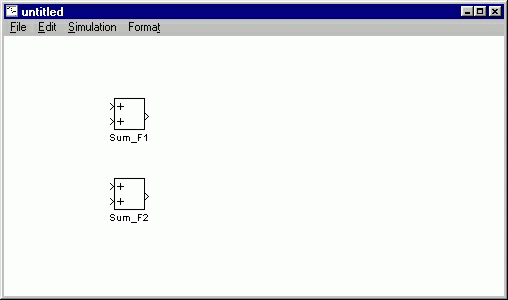 untitled
File Edit Simulation Format
+
+
Sum_F1
+
+
Sum_F2